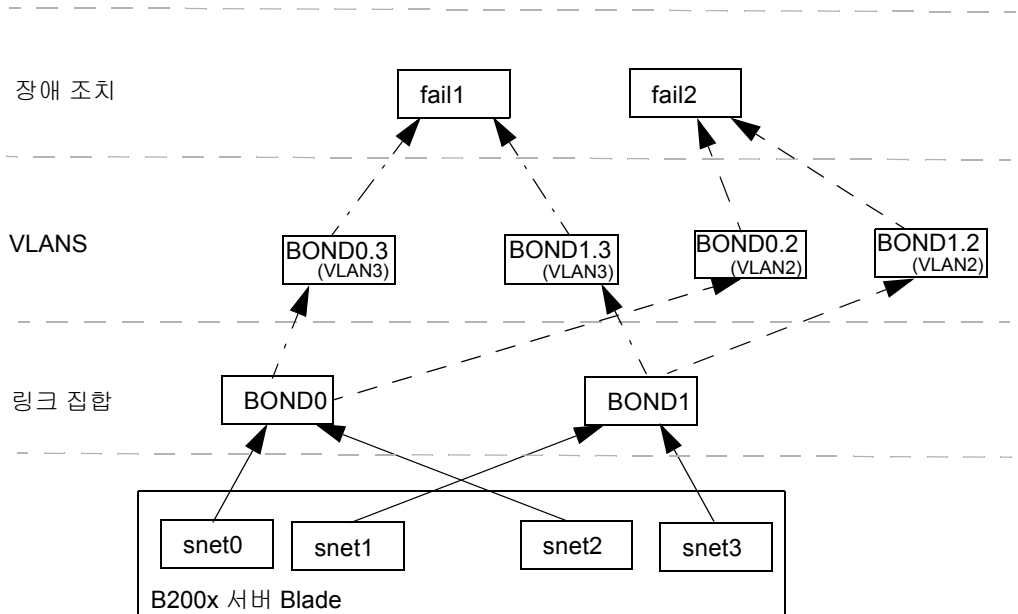 장애 조치
fail1
fail2
VLANS
BOND0.3
(VLAN3)
BOND1.3
(VLAN3)
BOND0.2
(VLAN2)
BOND1.2
(VLAN2)
링크 집합
BOND0
BOND1
snet0
snet1
snet2
snet3
B200x 서버 Blade